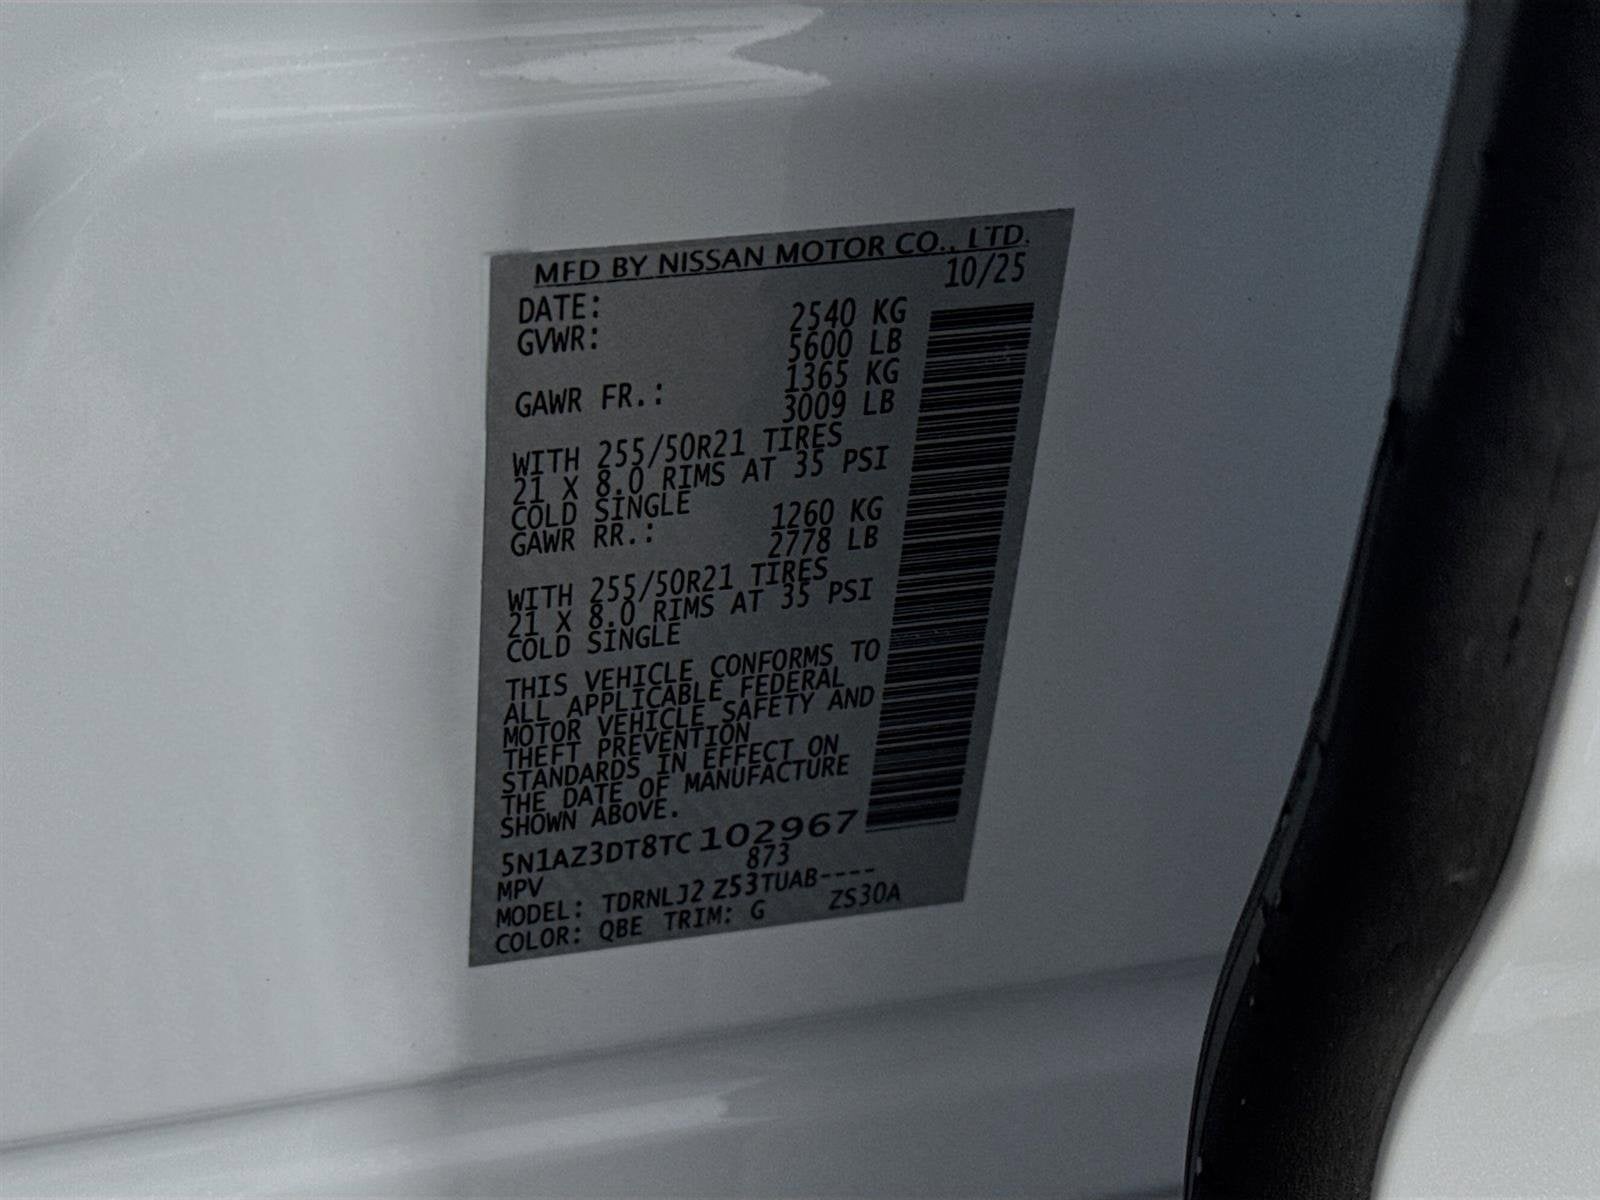 MFD BY NISSAN MOTOR CO., LTD.
DATE: 10/25
GVWR: 2540 KG
5600 LB
GAWR FR.: 1365 KG
3009 LB
WITH 255/50R21 TIRES
21 X 8.0 RIMS AT 35 PSI
COLD SINGLE
GAWR RR.: 1260 KG
2778 LB
WITH 255/50R21 TIRES
21 X 8.0 RIMS AT 35 PSI
COLD SINGLE
THIS VEHICLE CONFORMS TO
ALL APPLICABLE FEDERAL
MOTOR VEHICLE SAFETY AND
THEFT PREVENTION
STANDARDS IN EFFECT ON
THE DATE OF MANUFACTURE
SHOWN ABOVE.
5N1AZ3DT8TC102967
MPV 873
MODEL: TDRNLJ2 Z53TUAB----
COLOR: QBE TRIM: G ZS30A